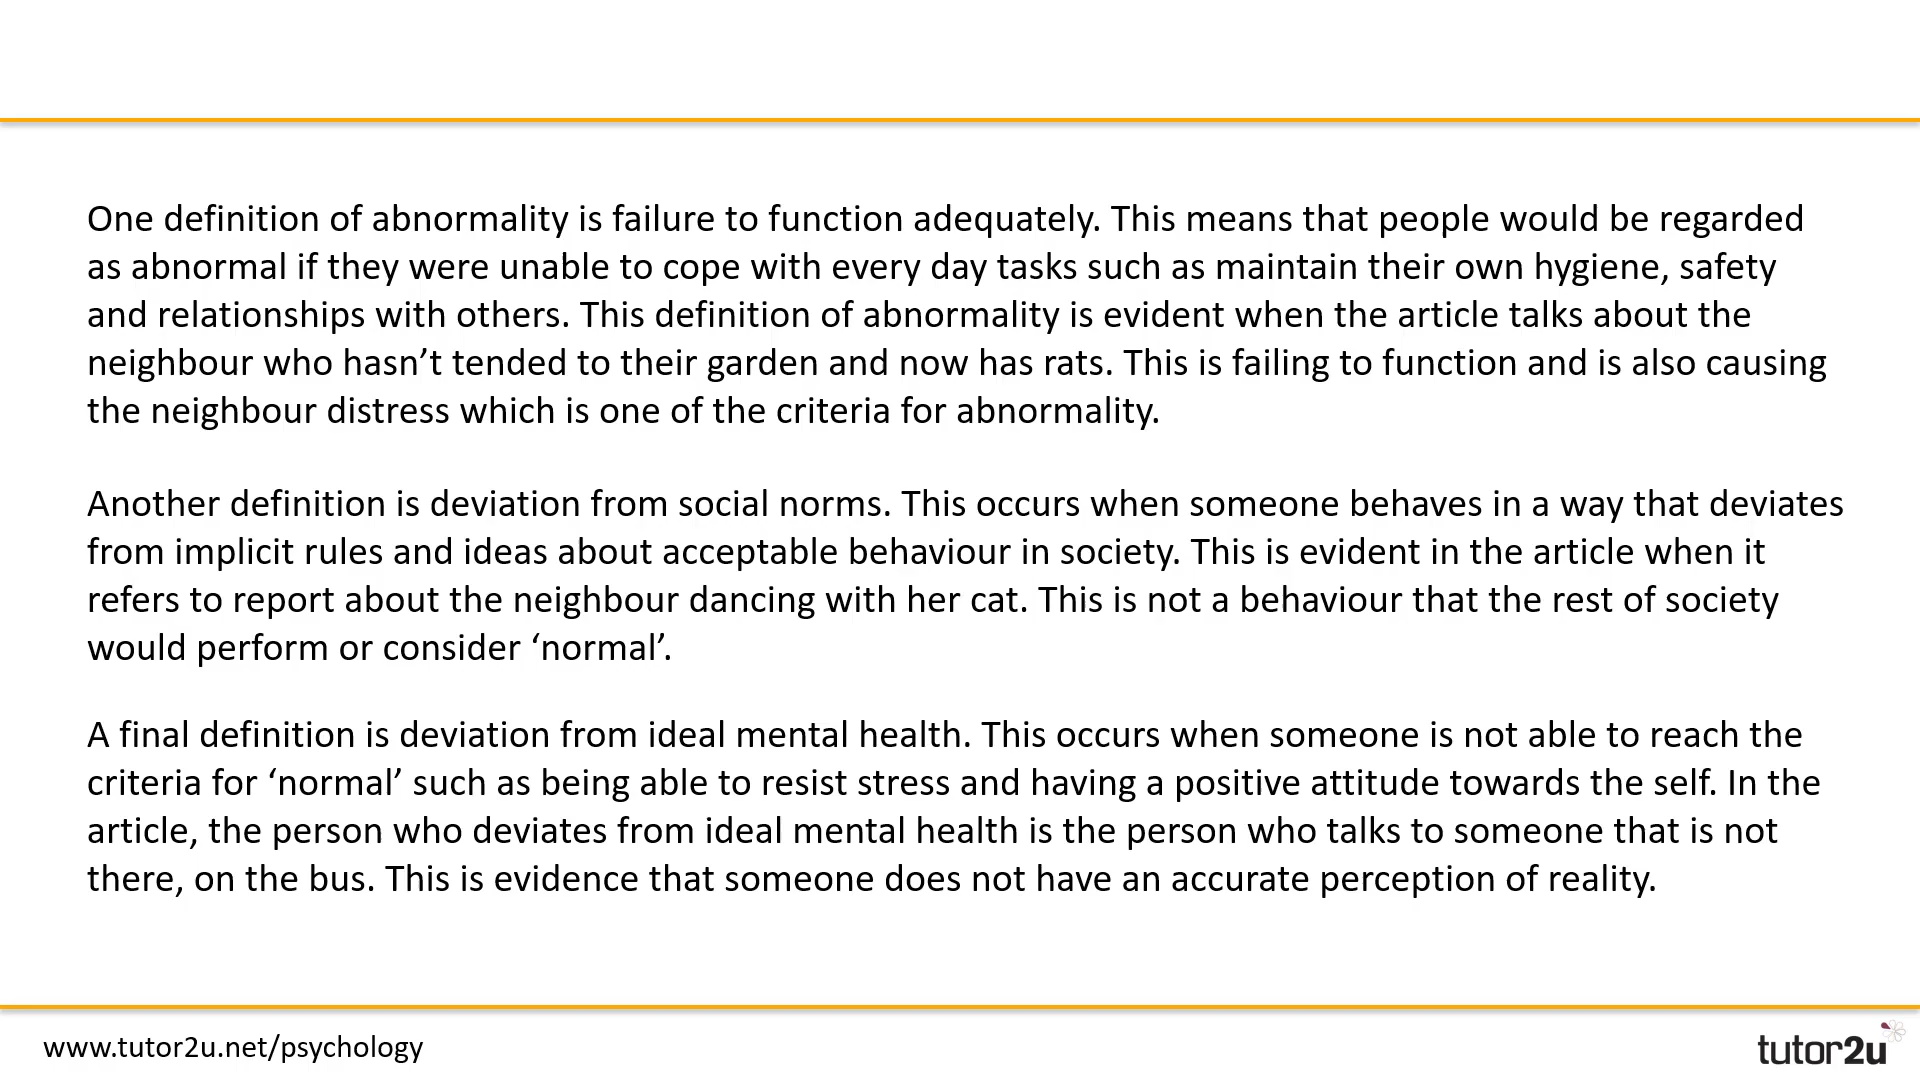 One definition of abnormality is failure to function adequately. This means that people would be regarded
as abnormal if they were unable to cope with every day tasks such as maintain their own hygiene, safety
and relationships with others. This definition of abnormality is evident when the article talks about the
neighbour who hasn’t tended to their garden and now has rats. This is failing to function and is also causing
the neighbour distress which is one of the criteria for abnormality.
Another definition is deviation from social norms. This occurs when someone behaves in a way that deviates
from implicit rules and ideas about acceptable behaviour in society. This is evident in the article when it
refers to report about the neighbour dancing with her cat. This is not a behaviour that the rest of society
would perform or consider ‘normal’.
A final definition is deviation from ideal mental health. This occurs when someone is not able to reach the
criteria for ‘normal’ such as being able to resist stress and having a positive attitude towards the self. In the
article, the person who deviates from ideal mental health is the person who talks to someone that is not
there, on the bus. This is evidence that someone does not have an accurate perception of reality.
www.tutor2u.net/psychology
tutor2u